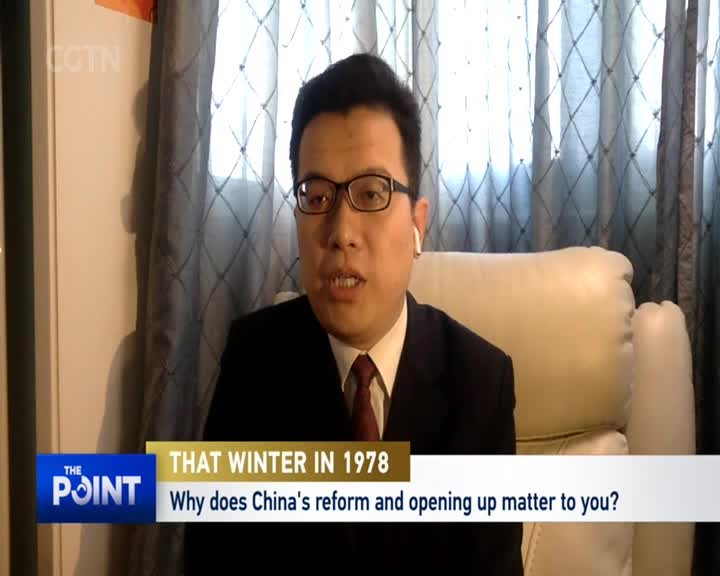 CGTN
THAT WINTER IN 1978
THE
POINT
Why does China's reform and opening up matter to you?